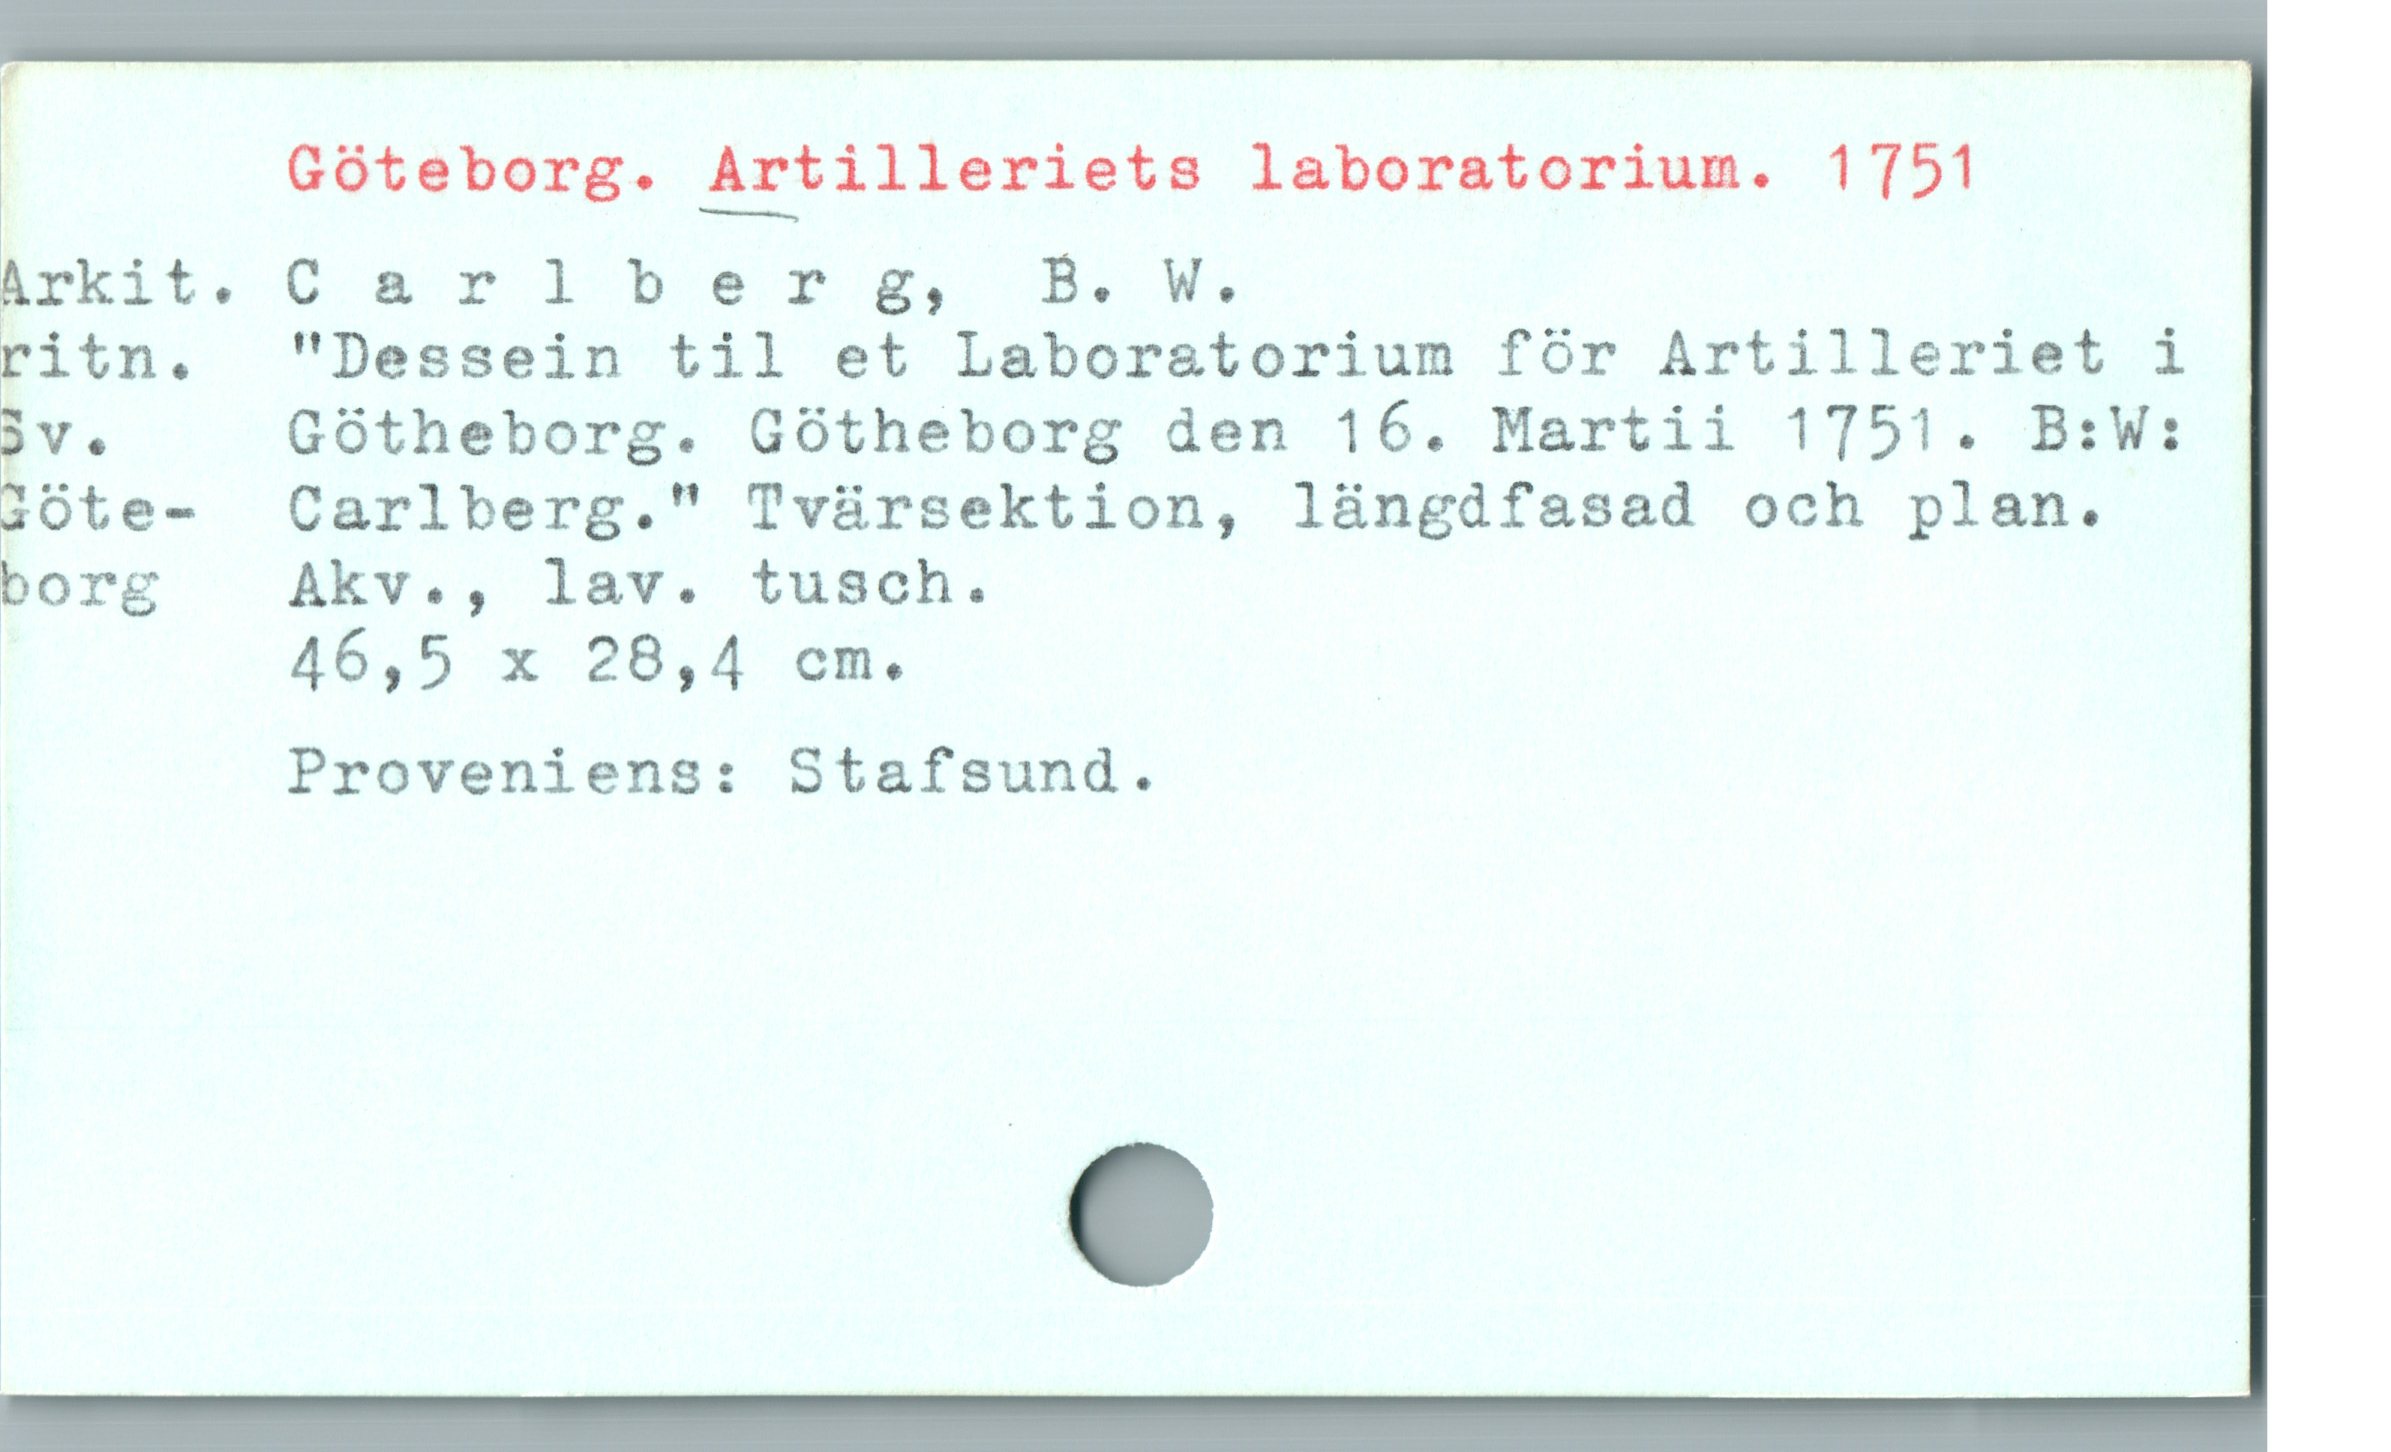 Göteborg. Artilleriets laboratorium. 1751
Arkit. C a r l b e r g, B. W.
ritn. "Dessein til et Laboratorium för Artilleriet i
Sv. Götheborg. Götheborg den 16. Martii 1751. B:W:
Göte- Carlberg." Tvärsektion, längdfasad och plan.
borg Akv., lav. tusch.
46,5 x 28,4 cm.
Proveniens: Stafsund.